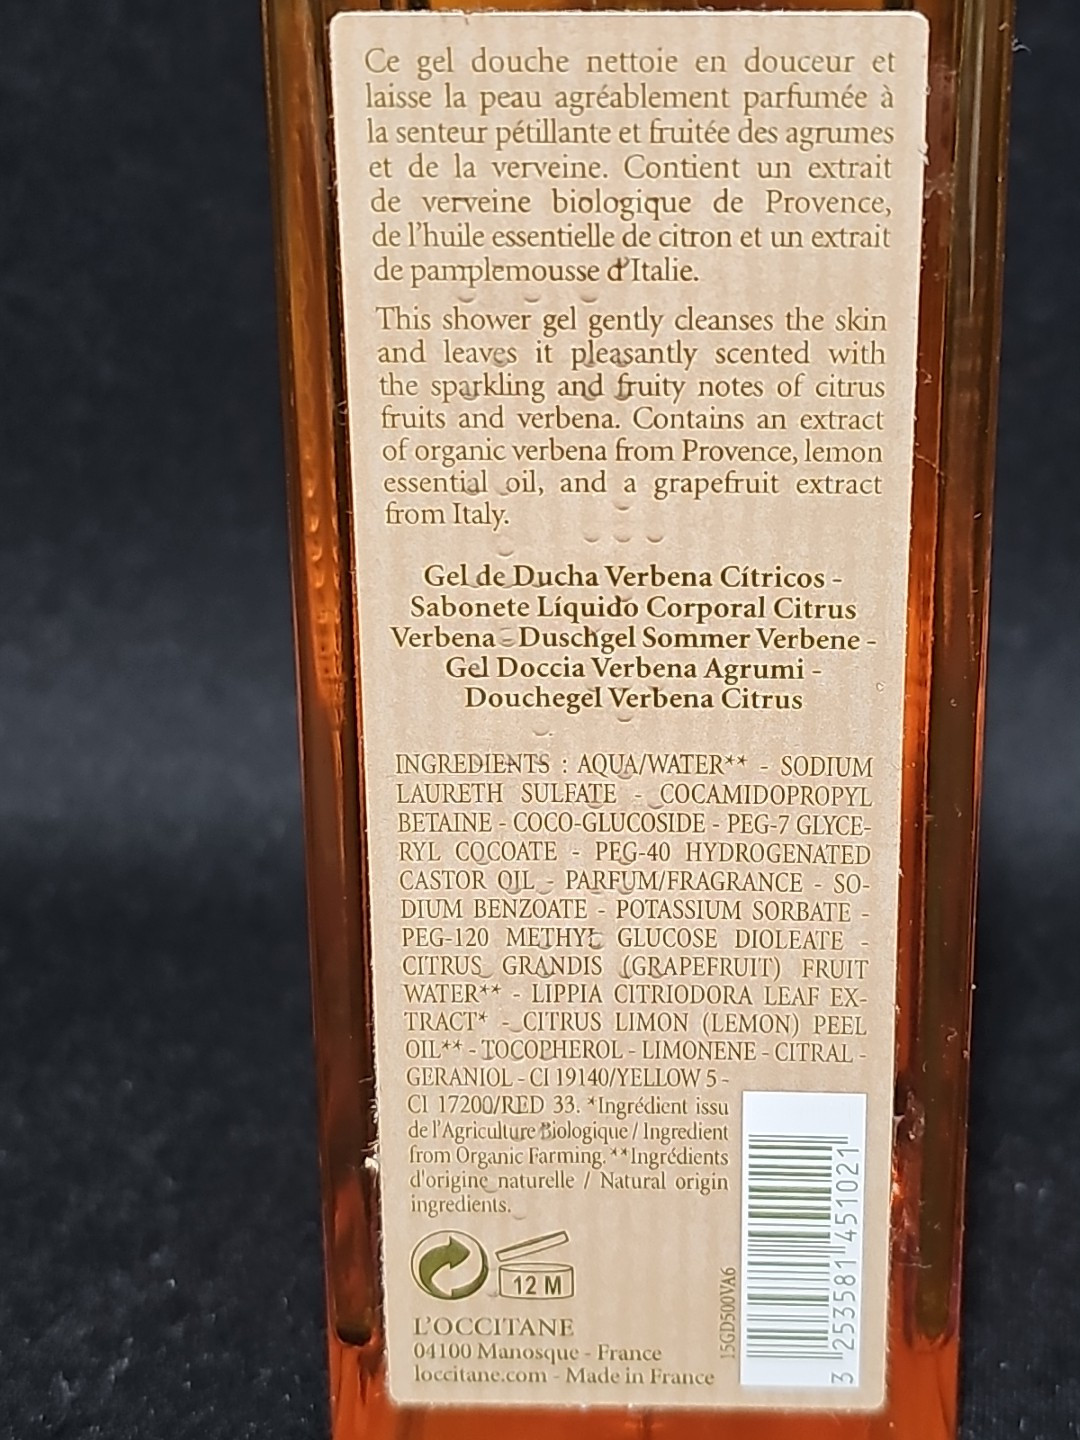 Ce gel douche nettoie en douceur et
laisse la peau agréablement parfumée à
la senteur pétillante et fruitée des agrumes
et de la verveine. Contient un extrait
de verveine biologique de Provence,
de l'huile essentielle de citron et un extrait
de pamplemousse d'Italie.
This shower gel gently cleanses the skin
and leaves it pleasantly scented with
the sparkling and fruity notes of citrus
fruits and verbena. Contains an extract
of organic verbena from Provence, lemon
essential oil, and a grapefruit extract
from Italy.
Gel de Ducha Verbena Cítricos -
Sabonete Líquido Corporal Citrus
Verbena - Duschgel Sommer Verbene -
Gel Doccia Verbena Agrumi -
Douchegel Verbena Citrus
INGREDIENTS : AQUA/WATER** - SODIUM
LAURETH SULFATE - COCAMIDOPROPYL
BETAINE - COCO-GLUCOSIDE - PEG-7 GLYCE-
RYL COCOATE - PEG-40 HYDROGENATED
CASTOR OIL - PARFUM/FRAGRANCE - SO-
DIUM BENZOATE - POTASSIUM SORBATE -
PEG-120 METHYL GLUCOSE DIOLEATE -
CITRUS GRANDIS (GRAPEFRUIT) FRUIT
WATER** - LIPPIA CITRIODORA LEAF EX-
TRACT* - CITRUS LIMON (LEMON) PEEL
OIL** - TOCOPHEROL - LIMONENE - CITRAL -
GERANIOL - CI 19140/YELLOW 5 -
CI 17200/RED 33. *Ingrédient issu
de l'Agriculture Biologique / Ingredient
from Organic Farming. **Ingrédients
d'origine naturelle / Natural origin
ingredients.
12 M
L'OCCITANE
04100 Manosque - France
loccitane.com - Made in France
15GD500VA6
3 253581 451021